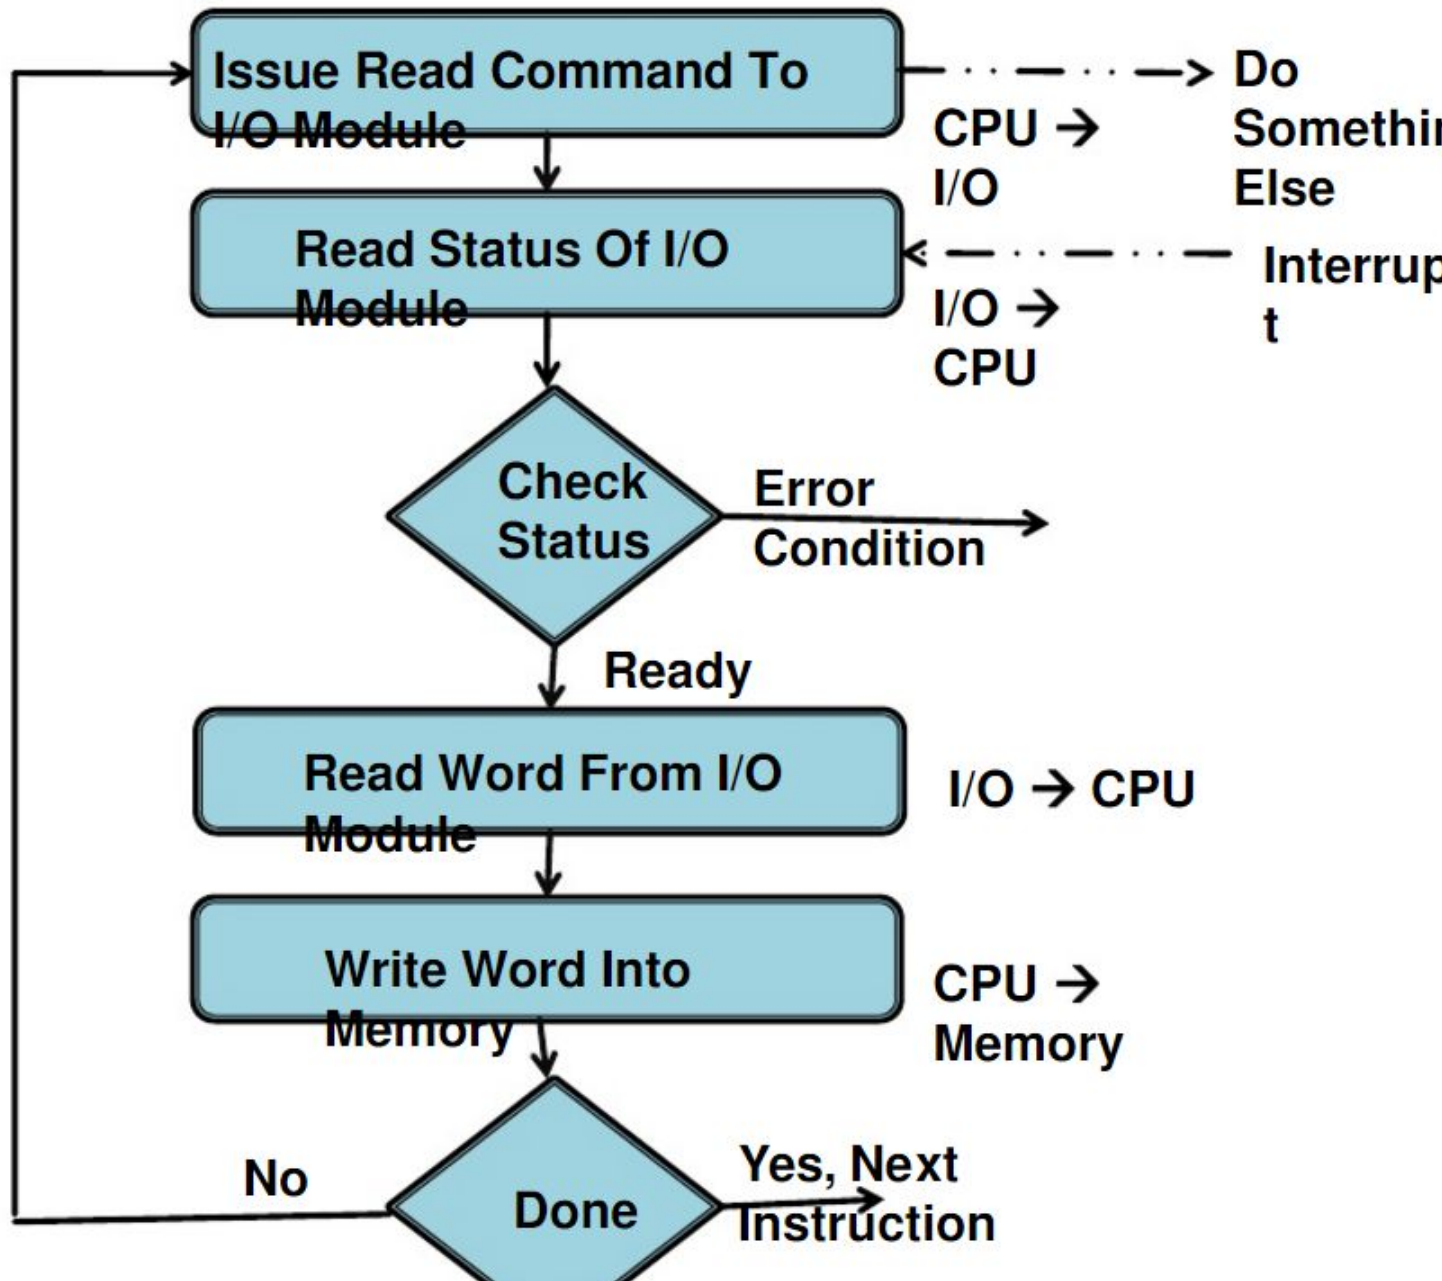 Issue Read Command To
I/O Module
CPU →
I/O
Do
Somethin
Else
Read Status Of I/O
Module
I/O →
CPU
Interrup
t
Check
Status
Error
Condition
Ready
Read Word From I/O
Module
I/O → CPU
Write Word Into
Memory
CPU →
Memory
No
Done
Yes, Next
Instruction